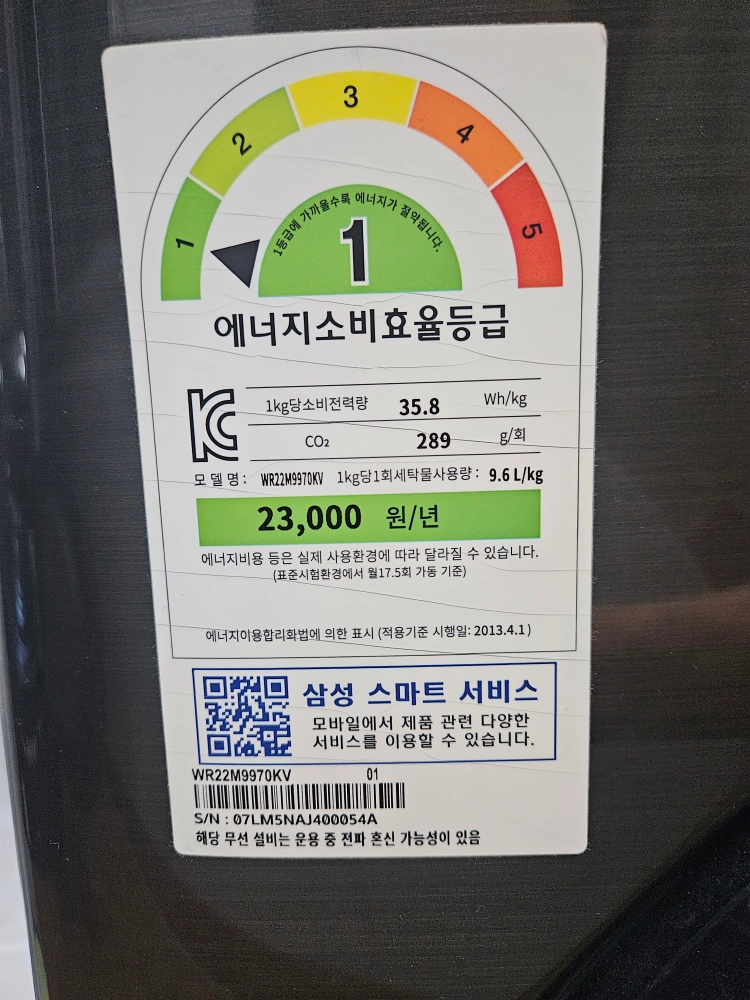 1
2
3
4
5
1등급에 가까울수록 에너지가 절약됩니다.
1
에너지소비효율등급
1kg당소비전력량 35.8 Wh/kg
CO₂ 289 g/회
모 델 명 : WR22M9970KV 1kg당1회세탁물사용량 : 9.6 L/kg
23,000 원/년
에너지비용 등은 실제 사용환경에 따라 달라질 수 있습니다.
(표준시험환경에서 월17.5회 가동 기준)
에너지이용합리화법에 의한 표시 (적용기준 시행일: 2013.4.1)
삼성 스마트 서비스
모바일에서 제품 관련 다양한
서비스를 이용할 수 있습니다.
WR22M9970KV 01
S/N : 07LM5NAJ400054A
해당 무선 설비는 운용 중 전파 혼신 가능성이 있음